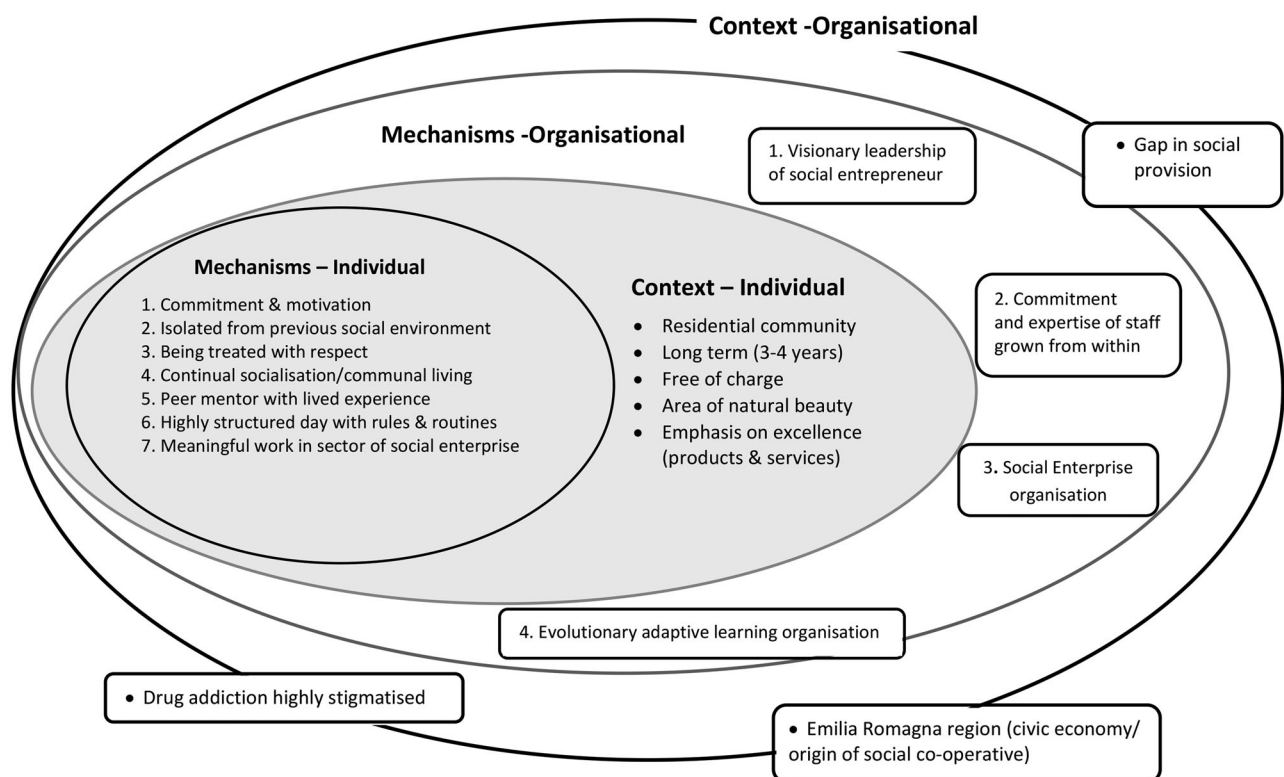 Context -Organisational
Mechanisms -Organisational
1. Visionary leadership
of social entrepreneur
• Gap in social
provision
Mechanisms – Individual
1. Commitment & motivation
2. Isolated from previous social environment
3. Being treated with respect
4. Continual socialisation/communal living
5. Peer mentor with lived experience
6. Highly structured day with rules & routines
7. Meaningful work in sector of social enterprise
Context – Individual
• Residential community
• Long term (3-4 years)
• Free of charge
• Area of natural beauty
• Emphasis on excellence
(products & services)
2. Commitment
and expertise of staff
grown from within
3. Social Enterprise
organisation
4. Evolutionary adaptive learning organisation
• Drug addiction highly stigmatised
• Emilia Romagna region (civic economy/
origin of social co-operative)